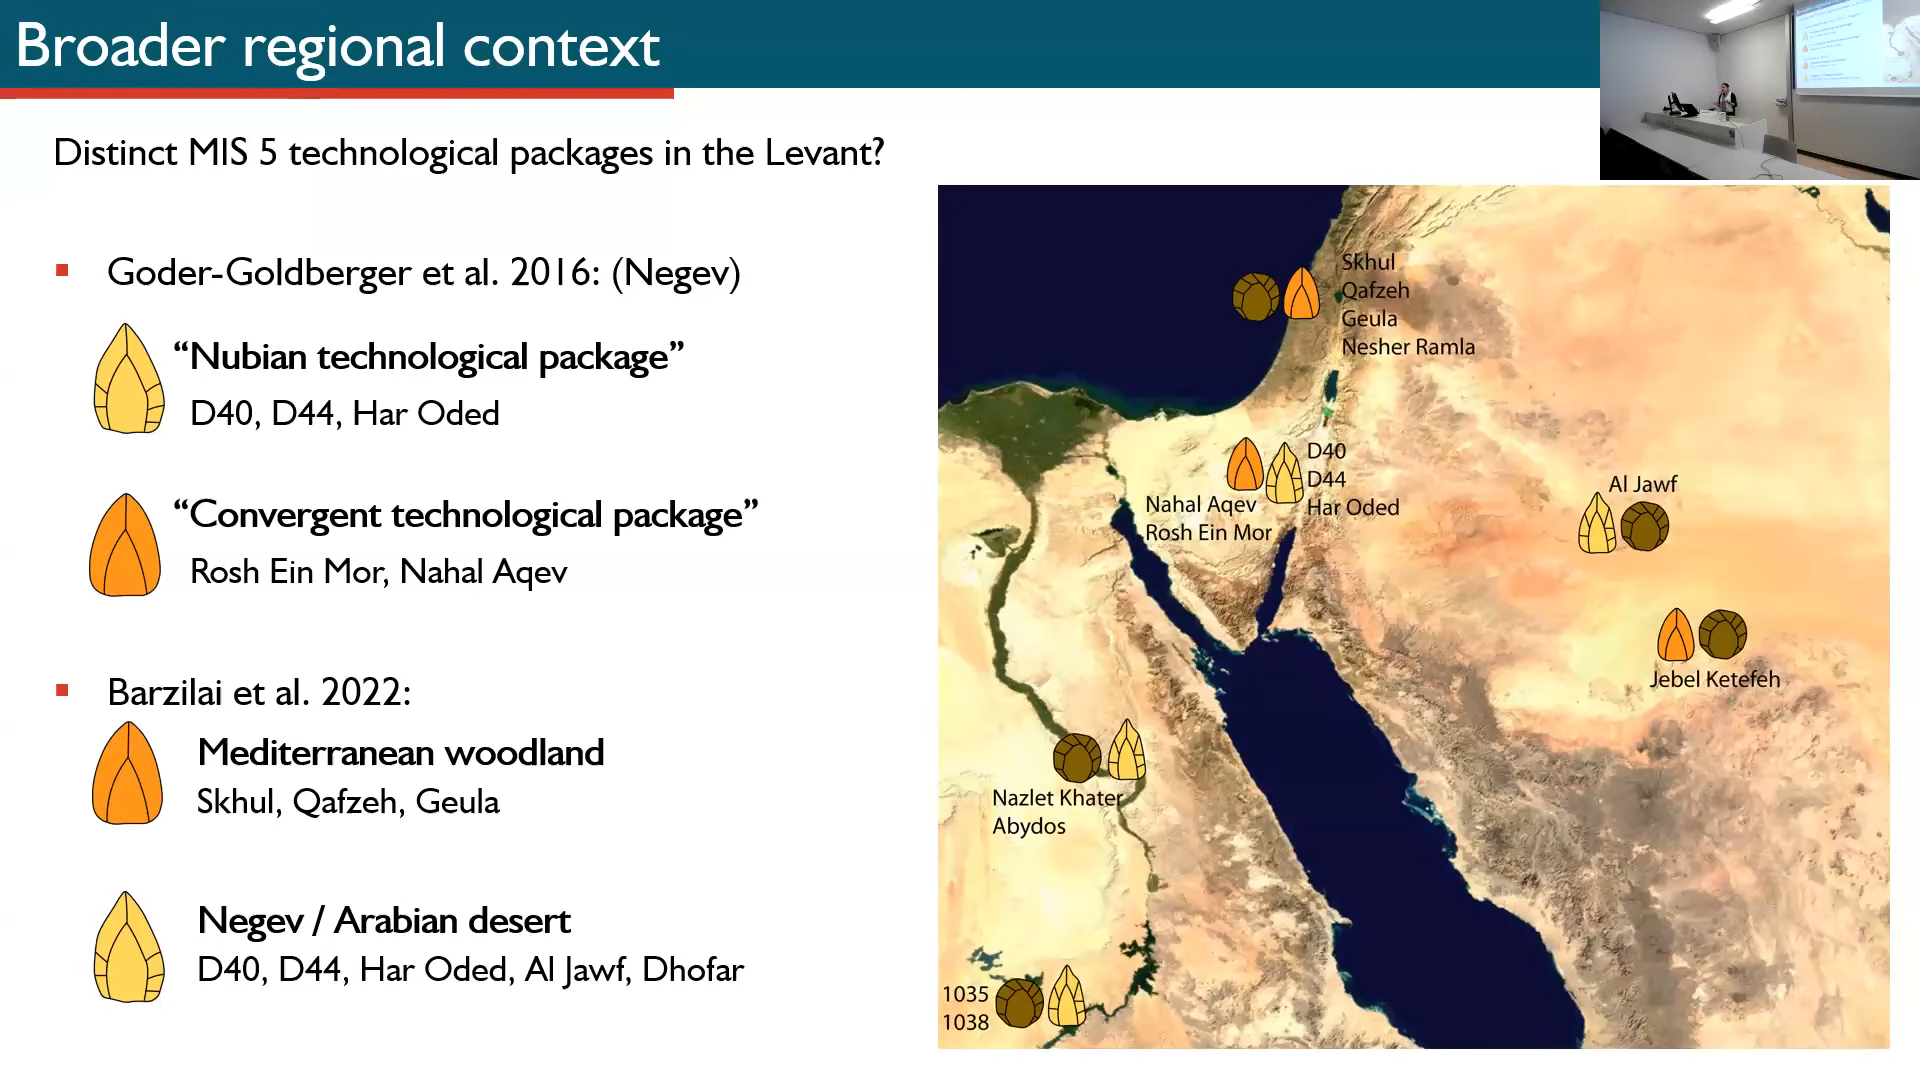 Broader regional context
Distinct MIS 5 technological packages in the Levant?
Goder-Goldberger et al. 2016: (Negev)
“Nubian technological package”
D40, D44, Har Oded
“Convergent technological package”
Rosh Ein Mor, Nahal Aqev
Barzilai et al. 2022:
Mediterranean woodland
Skhul, Qafzeh, Geula
Negev / Arabian desert
D40, D44, Har Oded, Al Jawf, Dhofar
Skhul
Qafzeh
Geula
Nesher Ramla
D40
D44
Har Oded
Nahal Aqev
Rosh Ein Mor
Al Jawf
Jebel Ketefeh
Nazlet Khater
Abydos
1035
1038